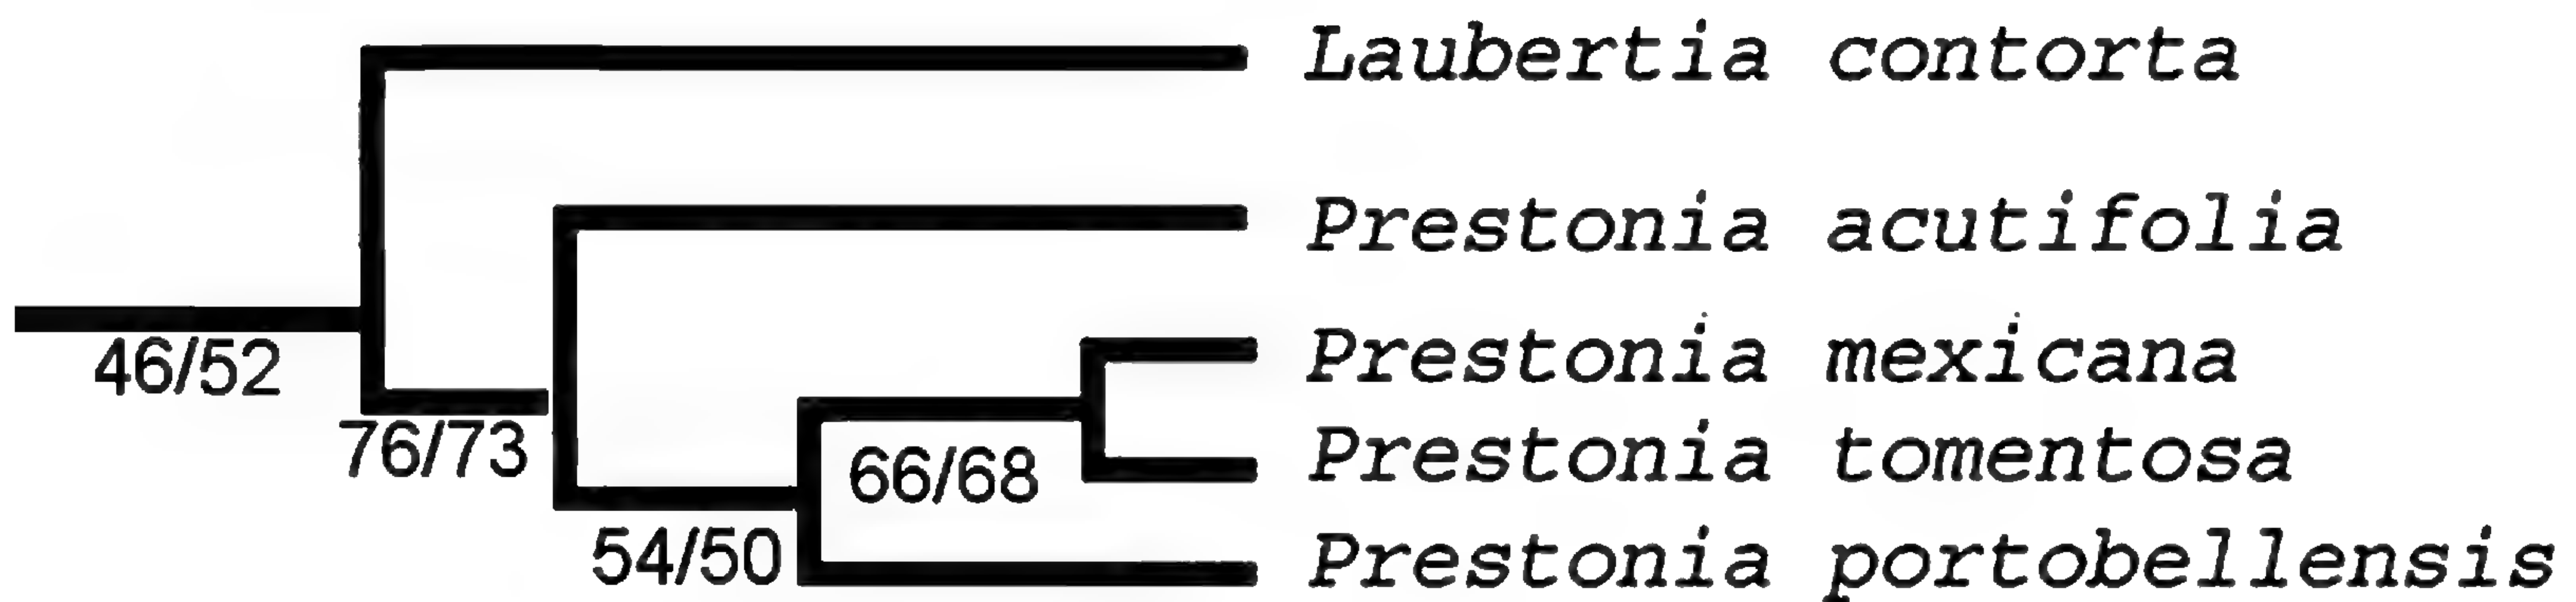 Laubertia contorta
Prestonia acutifolia
46/52
Prestonia mexicana
76/73
66/68
Prestonia tomentosa
54/50
Prestonia portobellensis